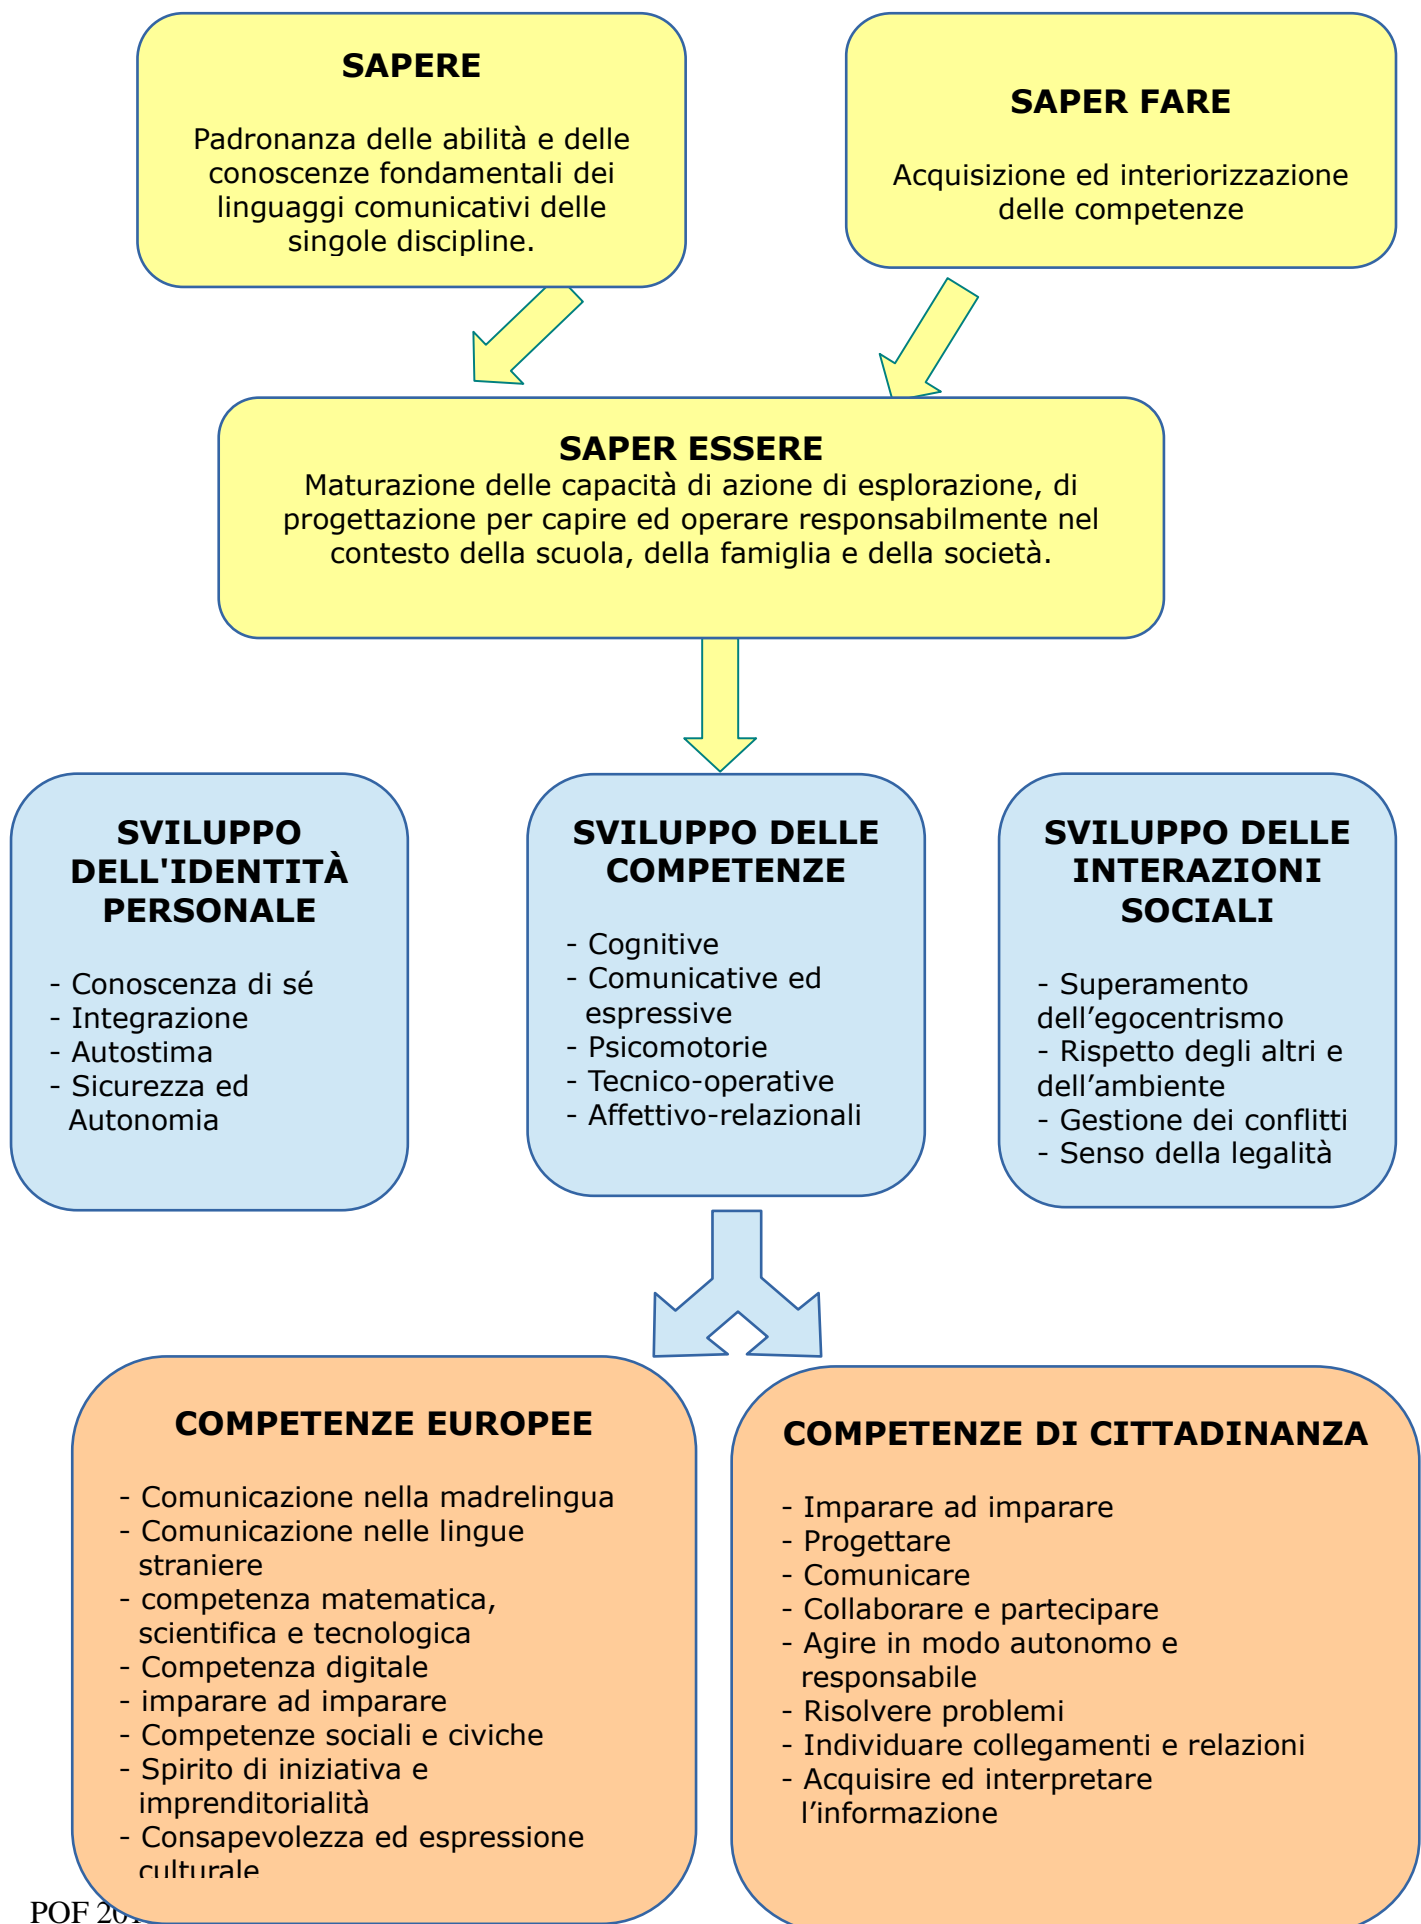 SAPERE
Padronanza delle abilità e delle
conoscenze fondamentali dei
linguaggi comunicativi delle
singole discipline.
SAPER FARE
Acquisizione ed interiorizzazione
delle competenze
SAPER ESSERE
Maturazione delle capacità di azione di esplorazione, di
progettazione per capire ed operare responsabilmente nel
contesto della scuola, della famiglia e della società.
SVILUPPO
DELL'IDENTITÀ
PERSONALE
- Conoscenza di sé
- Integrazione
- Autostima
- Sicurezza ed
Autonomia
SVILUPPO DELLE
COMPETENZE
- Cognitive
- Comunicative ed
espressive
- Psicomotorie
- Tecnico-operative
- Affettivo-relazionali
SVILUPPO DELLE
INTERAZIONI
SOCIALI
- Superamento
dell’egocentrismo
- Rispetto degli altri e
dell’ambiente
- Gestione dei conflitti
- Senso della legalità
COMPETENZE EUROPEE
- Comunicazione nella madrelingua
- Comunicazione nelle lingue
straniere
- competenza matematica,
scientifica e tecnologica
- Competenza digitale
- imparare ad imparare
- Competenze sociali e civiche
- Spirito di iniziativa e
imprenditorialità
- Consapevolezza ed espressione
culturale
COMPETENZE DI CITTADINANZA
- Imparare ad imparare
- Progettare
- Comunicare
- Collaborare e partecipare
- Agire in modo autonomo e
responsabile
- Risolvere problemi
- Individuare collegamenti e relazioni
- Acquisire ed interpretare
l’informazione
POF